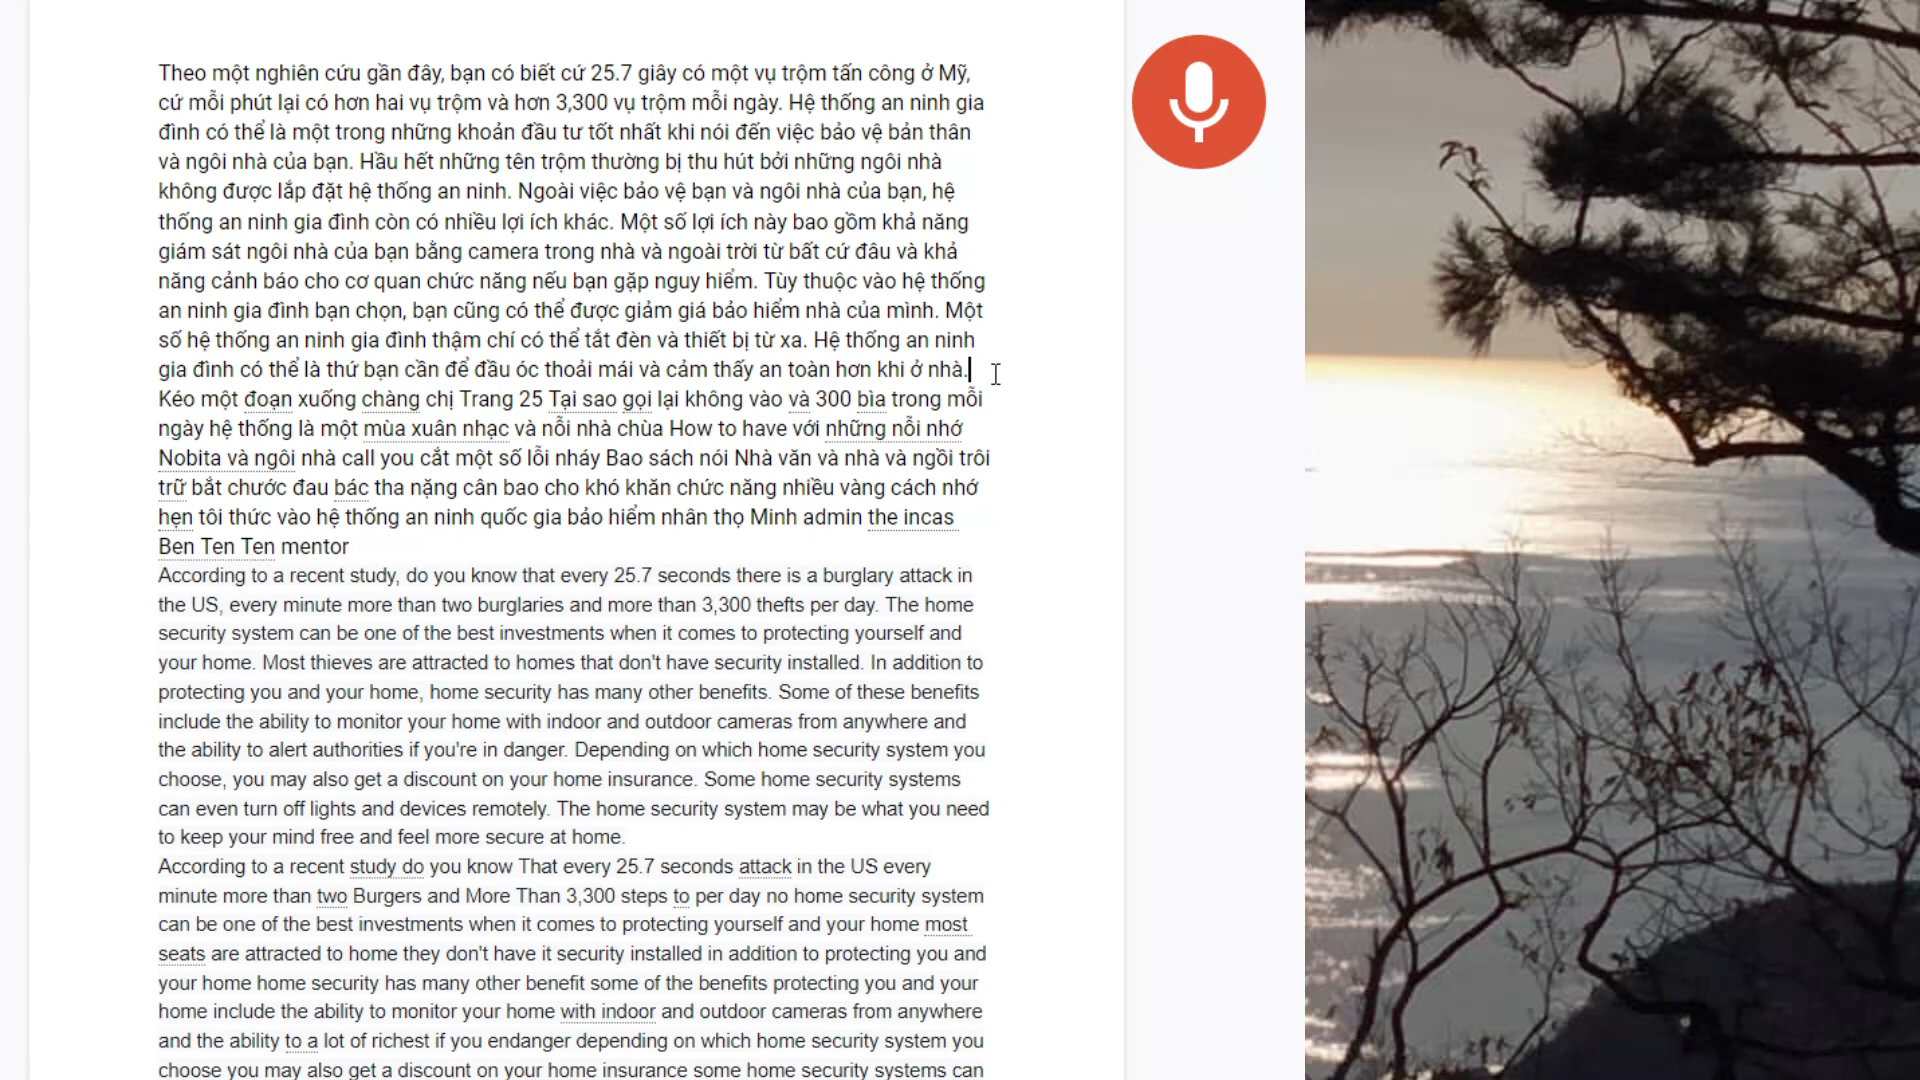 Theo một nghiên cứu gần đây, bạn có biết cứ 25.7 giây có một vụ trộm tấn công ở Mỹ,
cứ mỗi phút lại có hơn hai vụ trộm và hơn 3,300 vụ trộm mỗi ngày. Hệ thống an ninh gia
đình có thể là một trong những khoản đầu tư tốt nhất khi nói đến việc bảo vệ bản thân
và ngôi nhà của bạn. Hầu hết những tên trộm thường bị thu hút bởi những ngôi nhà
không được lắp đặt hệ thống an ninh. Ngoài việc bảo vệ bạn và ngôi nhà của bạn, hệ
thống an ninh gia đình còn có nhiều lợi ích khác. Một số lợi ích này bao gồm khả năng
giám sát ngôi nhà của bạn bằng camera trong nhà và ngoài trời từ bất cứ đâu và khả
năng cảnh báo cho cơ quan chức năng nếu bạn gặp nguy hiểm. Tùy thuộc vào hệ thống
an ninh gia đình bạn chọn, bạn cũng có thể được giảm giá bảo hiểm nhà của mình. Một
số hệ thống an ninh gia đình thậm chí có thể tắt đèn và thiết bị từ xa. Hệ thống an ninh
gia đình có thể là thứ bạn cần để đầu óc thoải mái và cảm thấy an toàn hơn khi ở nhà.
Kéo một đoạn xuống chàng chị Trang 25 Tại sao gọi lại không vào và 300 bìa trong mỗi
ngày hệ thống là một mùa xuân nhạc và nỗi nhà chùa How to have với những nỗi nhớ
Nobita và ngôi nhà call you cắt một số lỗi nháy Bao sách nói Nhà văn và nhà và ngồi trôi
trữ bắt chước đau bác tha nặng cân bao cho khó khăn chức năng nhiều vàng cách nhớ
hẹn tôi thức vào hệ thống an ninh quốc gia bảo hiểm nhân thọ Minh admin the incas
Ben Ten Ten mentor
According to a recent study, do you know that every 25.7 seconds there is a burglary attack in
the US, every minute more than two burglaries and more than 3,300 thefts per day. The home
security system can be one of the best investments when it comes to protecting yourself and
your home. Most thieves are attracted to homes that don't have security installed. In addition to
protecting you and your home, home security has many other benefits. Some of these benefits
include the ability to monitor your home with indoor and outdoor cameras from anywhere and
the ability to alert authorities if you're in danger. Depending on which home security system you
choose, you may also get a discount on your home insurance. Some home security systems
can even turn off lights and devices remotely. The home security system may be what you need
to keep your mind free and feel more secure at home.
According to a recent study do you know That every 25.7 seconds attack in the US every
minute more than two Burgers and More Than 3,300 steps to per day no home security system
can be one of the best investments when it comes to protecting yourself and your home most
seats are attracted to home they don't have it security installed in addition to protecting you and
your home home security has many other benefit some of the benefits protecting you and your
home include the ability to monitor your home with indoor and outdoor cameras from anywhere
and the ability to a lot of richest if you endanger depending on which home security system you
choose you may also get a discount on your home insurance some home security systems can